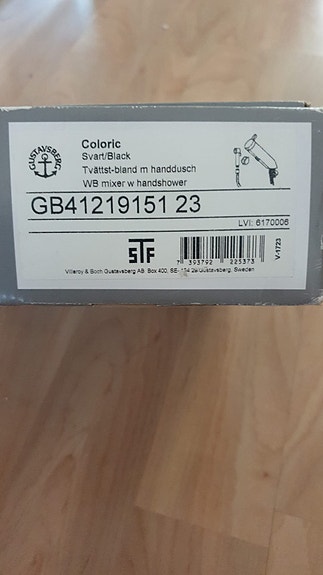 GUSTAVSBERG
Coloric
Svart/Black
Tvättst-bland m handdusch
WB mixer w handshower
GB41219151 23
LVI: 6170006
STF
7 393792 225373
V-1723
Villeroy & Boch Gustavsberg AB. Box 400, SE-134 29 Gustavsberg, Sweden